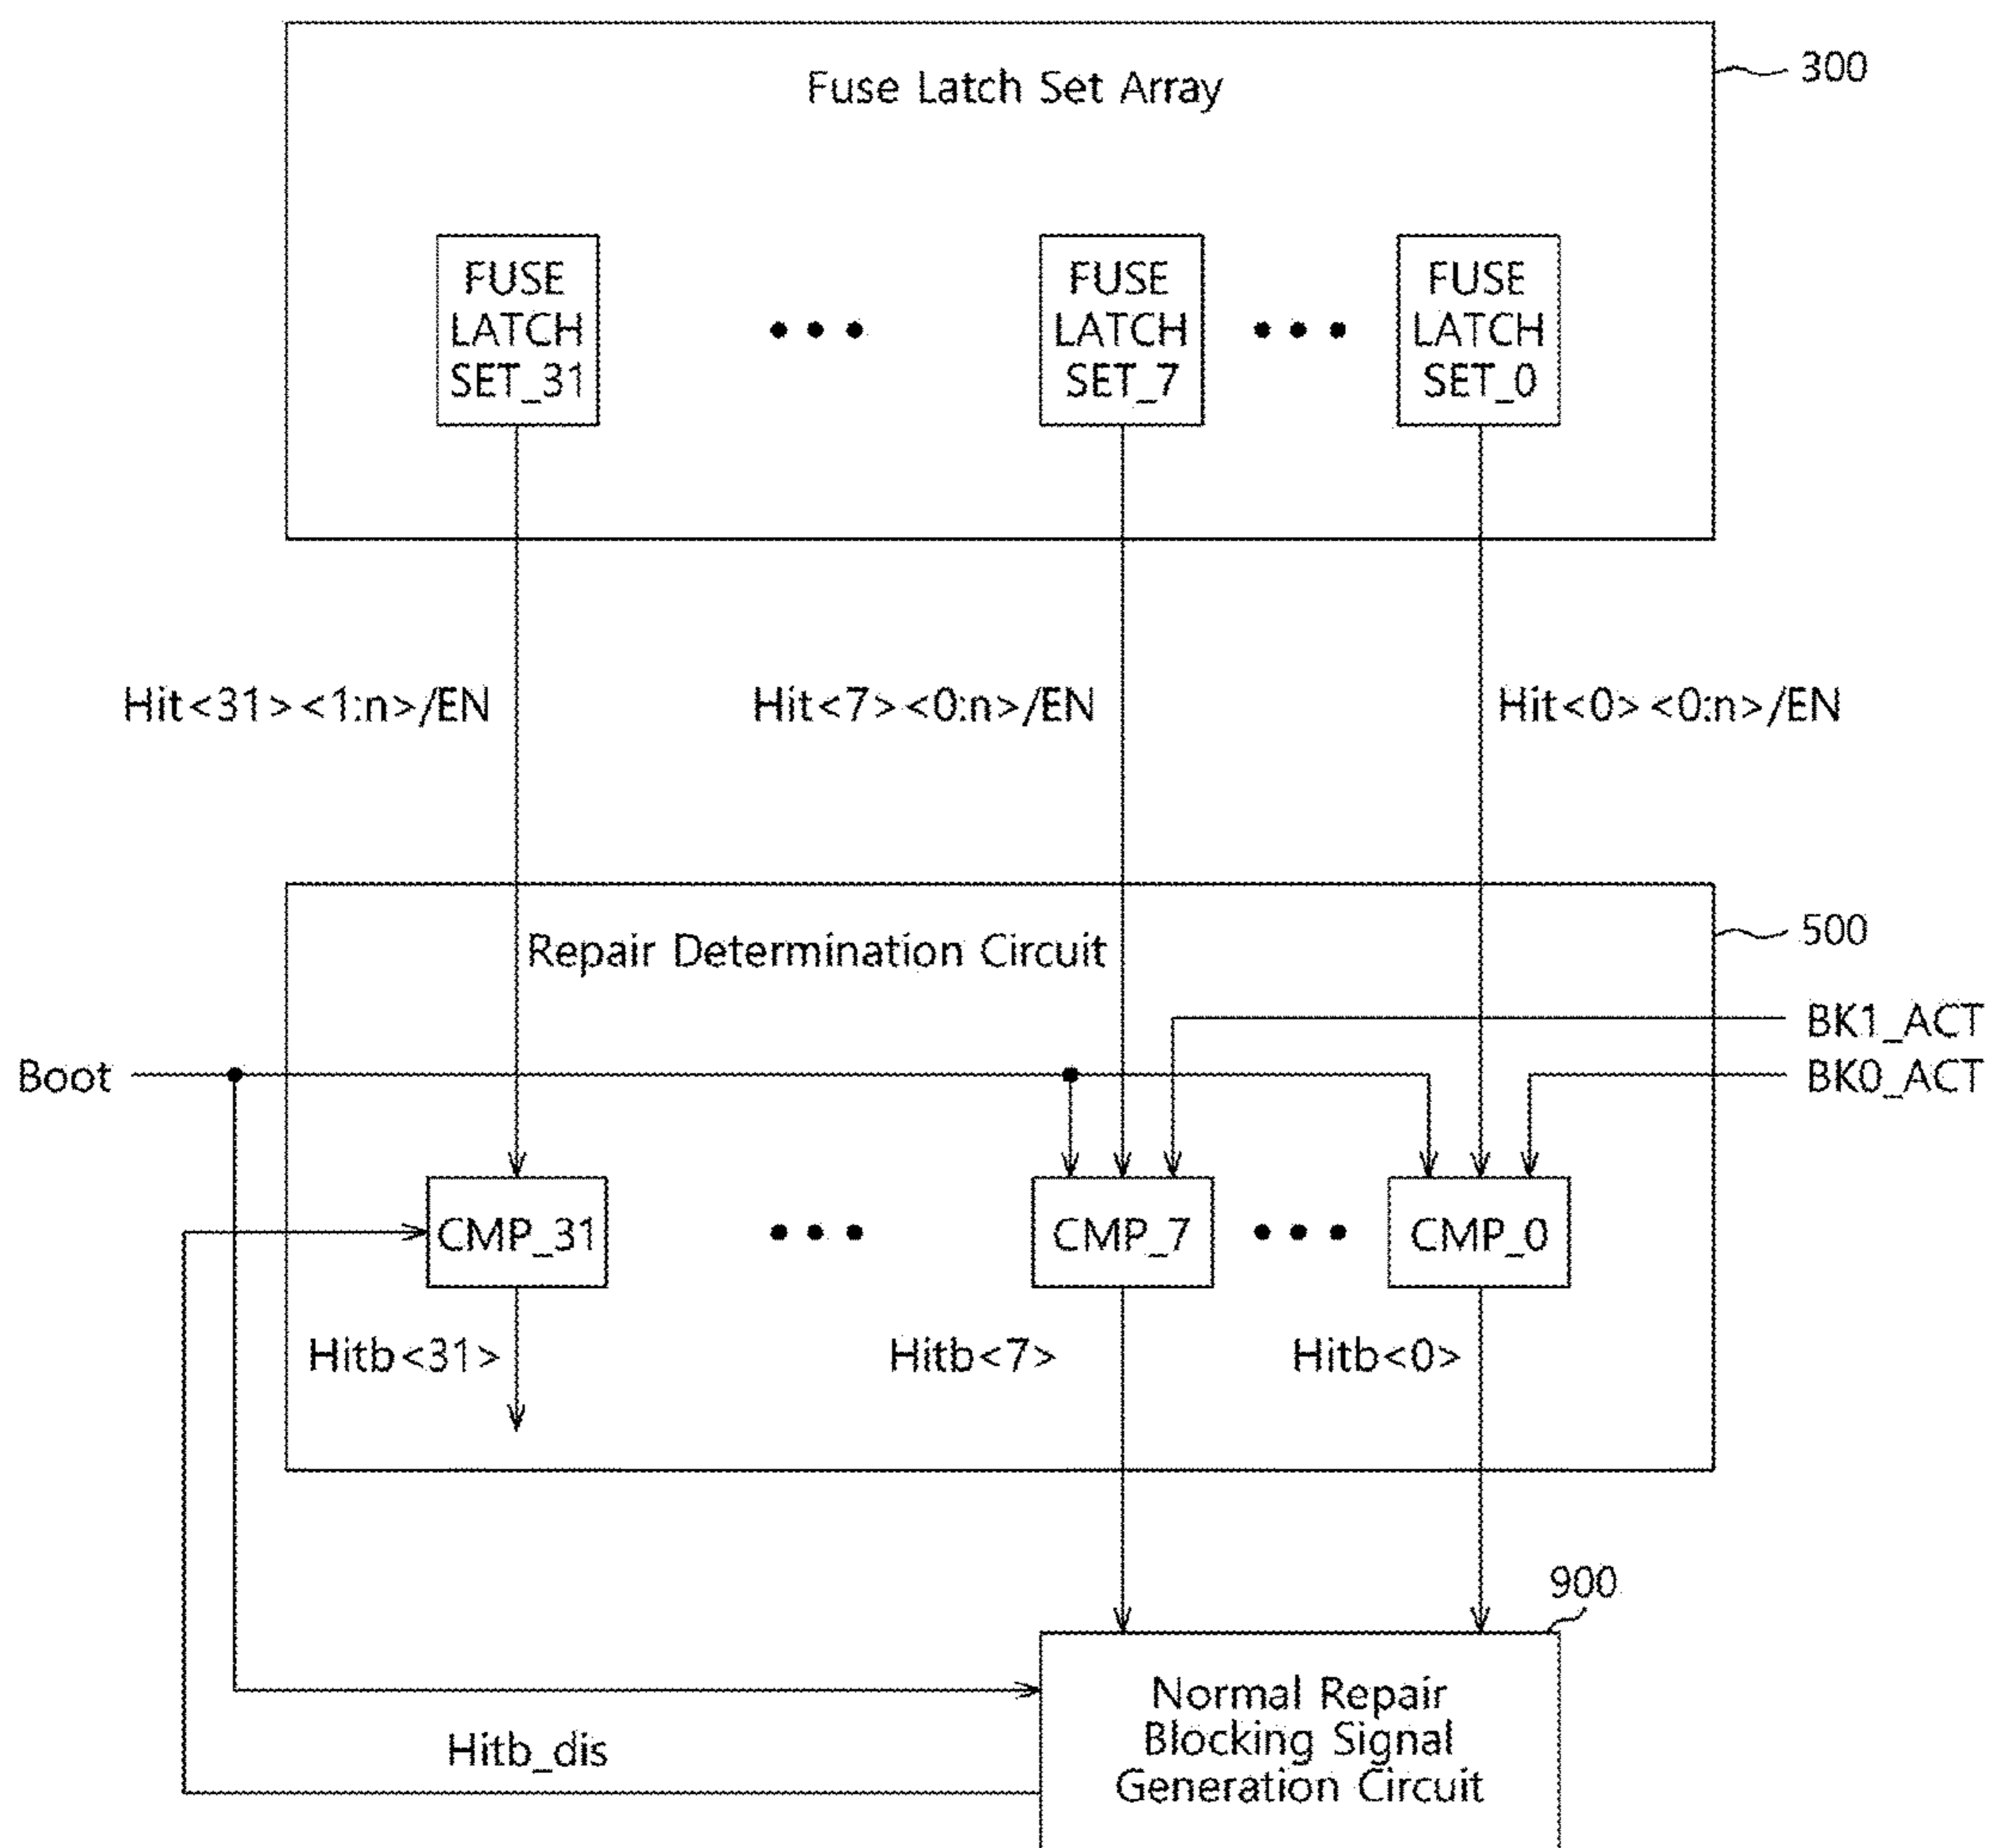 Fuse Latch Set Array
300
FUSE
LATCH
SET_31
FUSE
LATCH
SET_7
FUSE
LATCH
SET_0
Hit<31><1:n>/EN
Hit<7><0:n>/EN
Hit<0><0:n>/EN
Repair Determination Circuit
500
BK1_ACT
Boot
BK0_ACT
CMP_31
CMP_7
CMP_0
Hitb<31>
Hitb<7>
Hitb<0>
900
Normal Repair
Blocking Signal
Generation Circuit
Hitb_dis